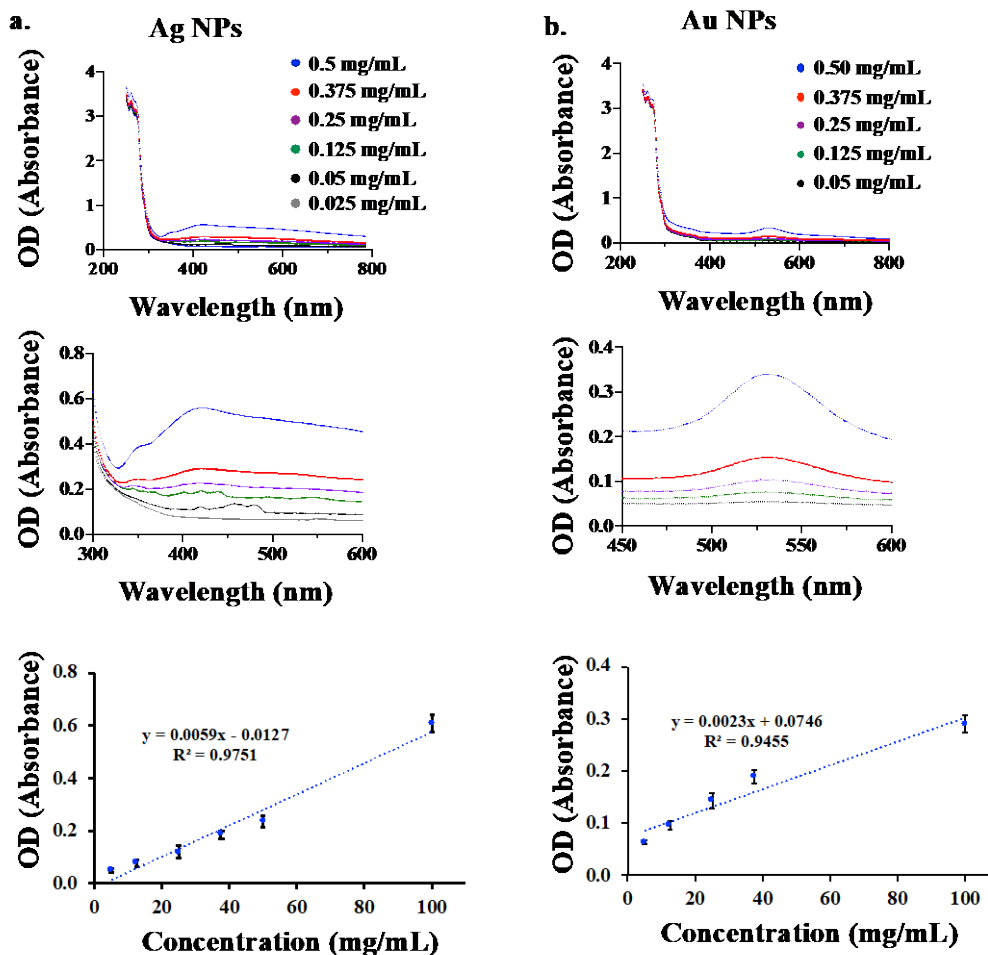 a.
Ag NPs
0.5 mg/mL
0.375 mg/mL
0.25 mg/mL
0.125 mg/mL
0.05 mg/mL
0.025 mg/mL
OD (Absorbance)
4
3
2
1
0
200
400
600
800
Wavelength (nm)
b.
Au NPs
0.50 mg/mL
0.375 mg/mL
0.25 mg/mL
0.125 mg/mL
0.05 mg/mL
OD (Absorbance)
4
3
2
1
0
200
400
600
800
Wavelength (nm)
OD (Absorbance)
0.8
0.6
0.4
0.2
0.0
300
400
500
600
Wavelength (nm)
OD (Absorbance)
0.4
0.3
0.2
0.1
0.0
450
500
550
600
Wavelength (nm)
OD (Absorbance)
0.8
0.6
0.4
0.2
0.0
y = 0.0059x - 0.0127
R² = 0.9751
0
20
40
60
80
100
Concentration (mg/mL)
OD (Absorbance)
0.4
0.3
0.2
0.1
0.0
y = 0.0023x + 0.0746
R² = 0.9455
0
20
40
60
80
100
Concentration (mg/mL)